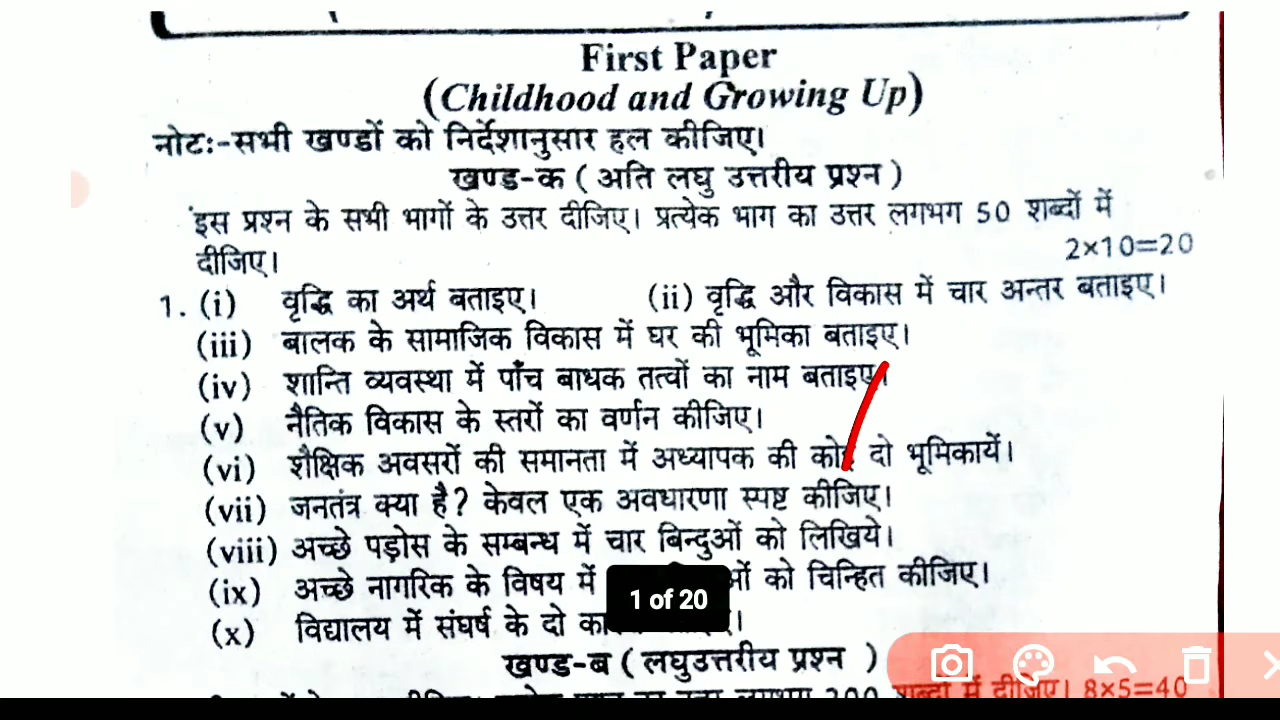 First Paper
(Childhood and Growing Up)
नोटः-सभी खण्डों को निर्देशानुसार हल कीजिए।
खण्ड-क ( अति लघु उत्तरीय प्रश्न )
इस प्रश्न के सभी भागों के उत्तर दीजिए। प्रत्येक भाग का उत्तर लगभग 50 शब्दों में
दीजिए। 2×10=20
1. (i) वृद्धि का अर्थ बताइए। (ii) वृद्धि और विकास में चार अन्तर बताइए।
(iii) बालक के सामाजिक विकास में घर की भूमिका बताइए।
(iv) शान्ति व्यवस्था में पाँच बाधक तत्वों का नाम बताइए।
(v) नैतिक विकास के स्तरों का वर्णन कीजिए।
(vi) शैक्षिक अवसरों की समानता में अध्यापक की कोई दो भूमिकायें।
(vii) जनतंत्र क्या है? केवल एक अवधारणा स्पष्ट कीजिए।
(viii) अच्छे पड़ोस के सम्बन्ध में चार बिन्दुओं को लिखिये।
(ix) अच्छे नागरिक के विषय में को चिन्हित कीजिए।
1 of 20
(x) विद्यालय में संघर्ष के दो
खण्ड-ब ( लघुउत्तरीय प्रश्न )
200 शब्दों में दीजिए। 8×5=40